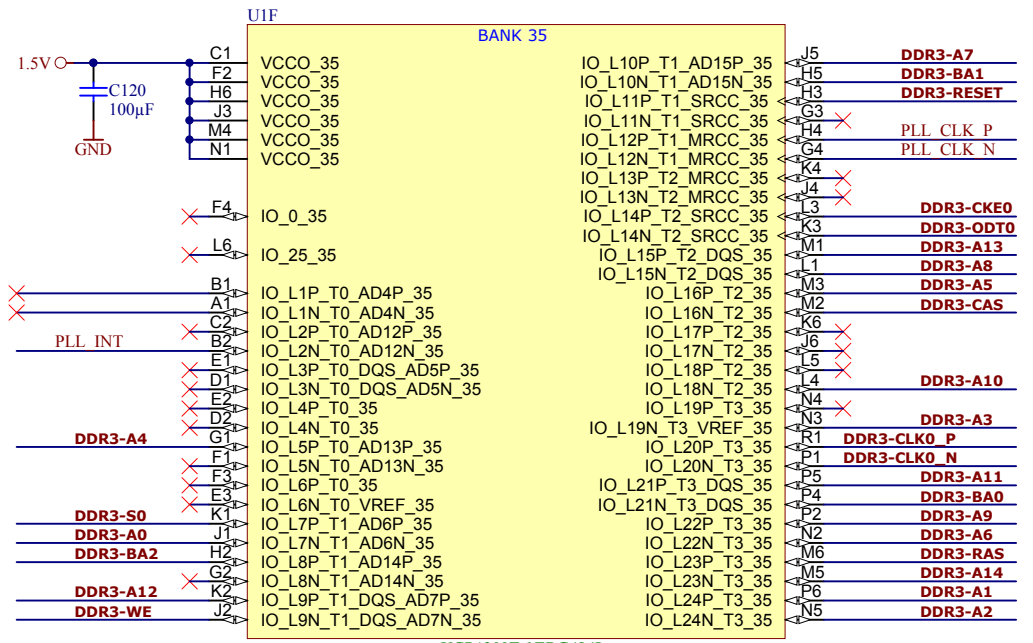 U1F
BANK 35
1.5V
C120
100µF
GND
C1 VCCO_35
F2 VCCO_35
H6 VCCO_35
J3 VCCO_35
M4 VCCO_35
N1 VCCO_35
F4 IO_0_35
L6 IO_25_35
B1 IO_L1P_T0_AD4P_35
A1 IO_L1N_T0_AD4N_35
C2 IO_L2P_T0_AD12P_35
PLL_INT B2 IO_L2N_T0_AD12N_35
E1 IO_L3P_T0_DQS_AD5P_35
D1 IO_L3N_T0_DQS_AD5N_35
E2 IO_L4P_T0_35
D2 IO_L4N_T0_35
DDR3-A4 G1 IO_L5P_T0_AD13P_35
F1 IO_L5N_T0_AD13N_35
F3 IO_L6P_T0_35
E3 IO_L6N_T0_VREF_35
DDR3-S0 K1 IO_L7P_T1_AD6P_35
DDR3-A0 J1 IO_L7N_T1_AD6N_35
DDR3-BA2 H2 IO_L8P_T1_AD14P_35
G2 IO_L8N_T1_AD14N_35
DDR3-A12 K2 IO_L9P_T1_DQS_AD7P_35
DDR3-WE J2 IO_L9N_T1_DQS_AD7N_35
IO_L10P_T1_AD15P_35 J5 DDR3-A7
IO_L10N_T1_AD15N_35 H5 DDR3-BA1
IO_L11P_T1_SRCC_35 H3 DDR3-RESET
IO_L11N_T1_SRCC_35 G3
IO_L12P_T1_MRCC_35 H4 PLL_CLK_P
IO_L12N_T1_MRCC_35 G4 PLL_CLK_N
IO_L13P_T2_MRCC_35 K4
IO_L13N_T2_MRCC_35 J4
IO_L14P_T2_SRCC_35 L3 DDR3-CKE0
IO_L14N_T2_SRCC_35 K3 DDR3-ODT0
IO_L15P_T2_DQS_35 M1 DDR3-A13
IO_L15N_T2_DQS_35 L1 DDR3-A8
IO_L16P_T2_35 M3 DDR3-A5
IO_L16N_T2_35 M2 DDR3-CAS
IO_L17P_T2_35 K6
IO_L17N_T2_35 J6
IO_L18P_T2_35 L5
IO_L18N_T2_35 L4 DDR3-A10
IO_L19P_T3_35 N4
IO_L19N_T3_VREF_35 N3 DDR3-A3
IO_L20P_T3_35 R1 DDR3-CLK0_P
IO_L20N_T3_35 P1 DDR3-CLK0_N
IO_L21P_T3_DQS_35 P5 DDR3-A11
IO_L21N_T3_DQS_35 P4 DDR3-BA0
IO_L22P_T3_35 P2 DDR3-A9
IO_L22N_T3_35 N2 DDR3-A6
IO_L23P_T3_35 M6 DDR3-RAS
IO_L23N_T3_35 M5 DDR3-A14
IO_L24P_T3_35 P6 DDR3-A1
IO_L24N_T3_35 N5 DDR3-A2